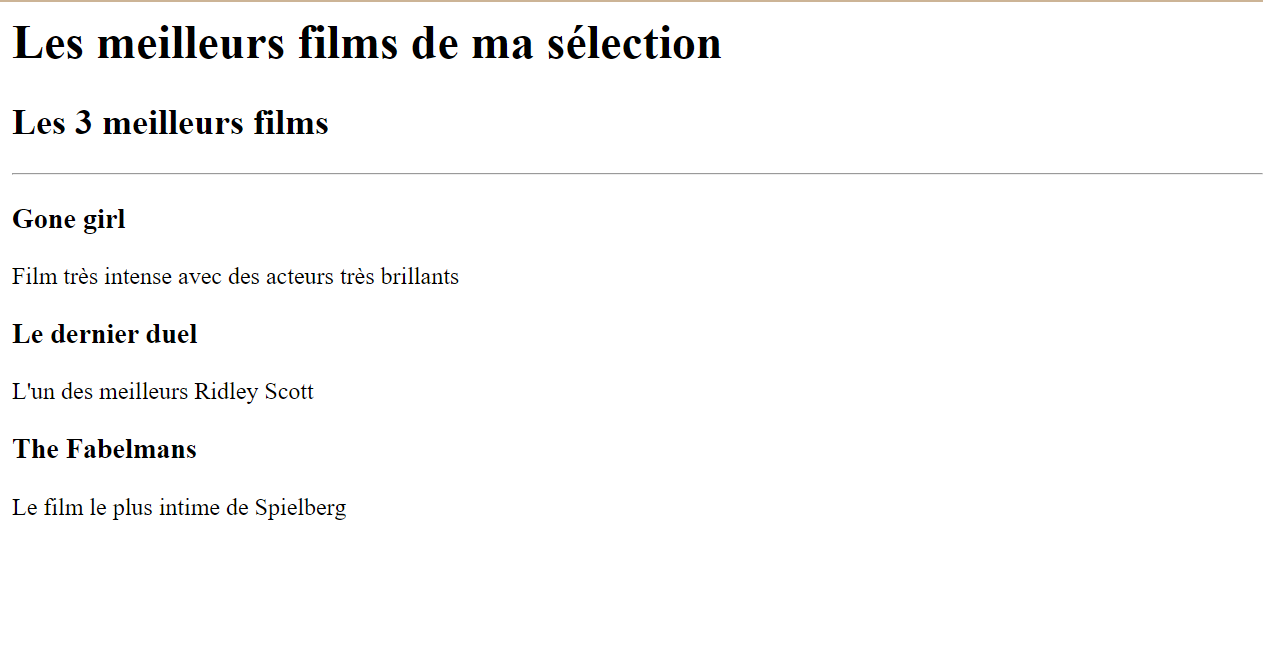 Les meilleurs films de ma sélection
Les 3 meilleurs films
Gone girl
Film très intense avec des acteurs très brillants
Le dernier duel
L'un des meilleurs Ridley Scott
The Fabelmans
Le film le plus intime de Spielberg